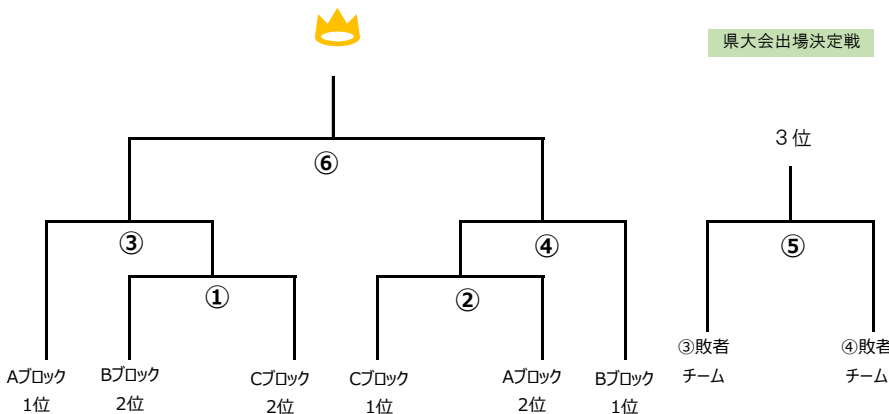 県大会出場決定戦
３位
⑥
③
④
⑤
①
②
Aブロック
1位
Bブロック
2位
Cブロック
2位
Cブロック
1位
Aブロック
2位
Bブロック
1位
③敗者
チーム
④敗者
チーム